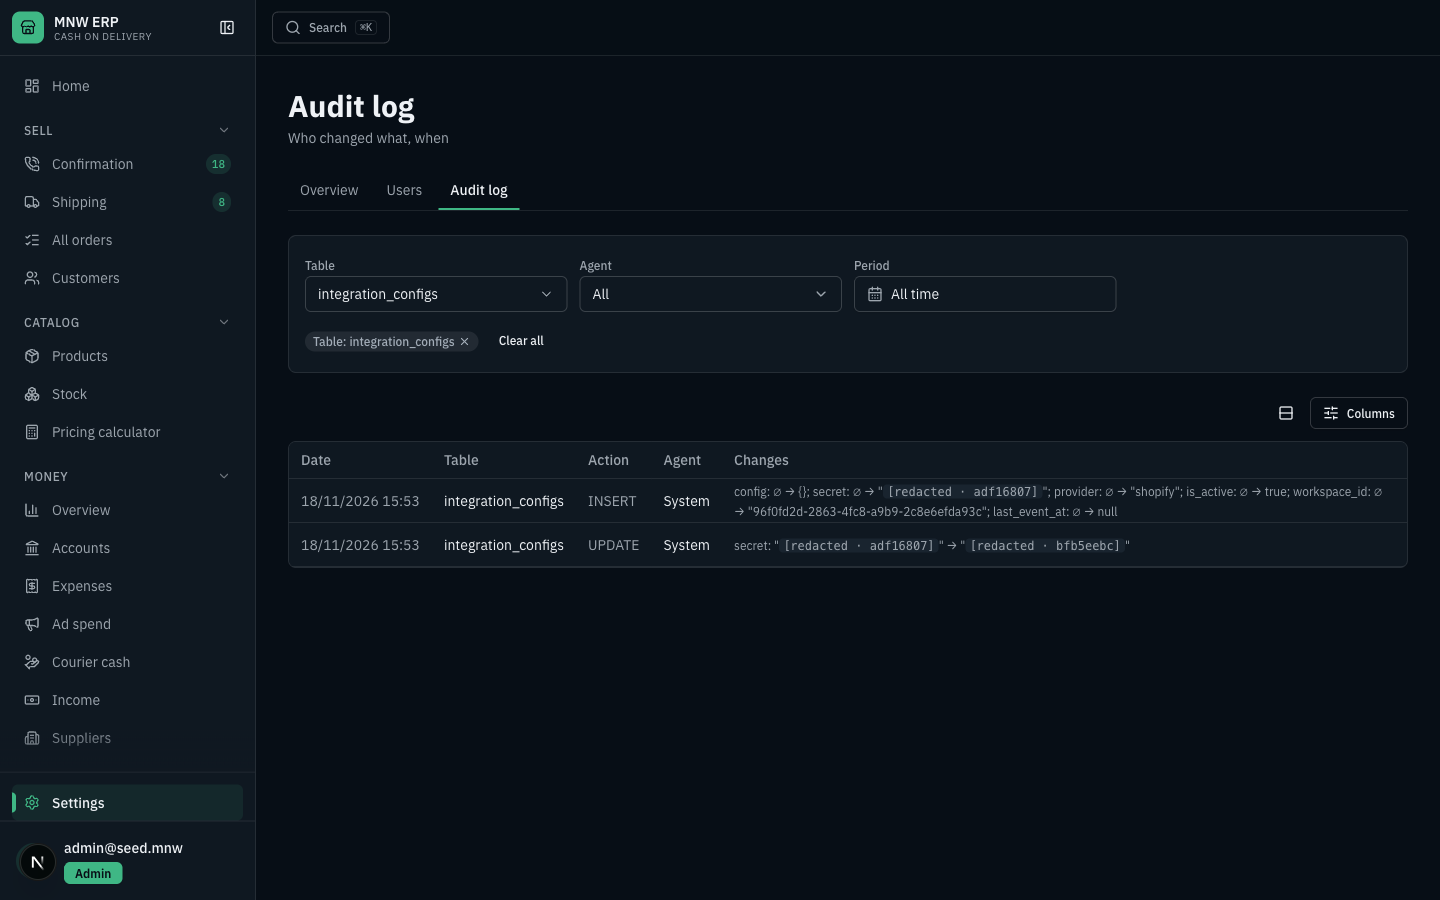 MNW ERP
CASH ON DELIVERY
Search ⌘K
Home
SELL
Confirmation 18
Shipping 8
All orders
Customers
CATALOG
Products
Stock
Pricing calculator
MONEY
Overview
Accounts
Expenses
Ad spend
Courier cash
Income
Suppliers
Settings
N
admin@seed.mnw
Admin
Audit log
Who changed what, when
Overview Users Audit log
Table Agent Period
integration_configs All All time
Table: integration_configs × Clear all
Columns
Date Table Action Agent Changes
18/11/2026 15:53 integration_configs INSERT System config: ∅ → {}; secret: ∅ → "[redacted · adf16807]"; provider: ∅ → "shopify"; is_active: ∅ → true; workspace_id: ∅
→ "96f0fd2d-2863-4fc8-a9b9-2c8e6efda93c"; last_event_at: ∅ → null
18/11/2026 15:53 integration_configs UPDATE System secret: "[redacted · adf16807]" → "[redacted · bfb5eebc]"